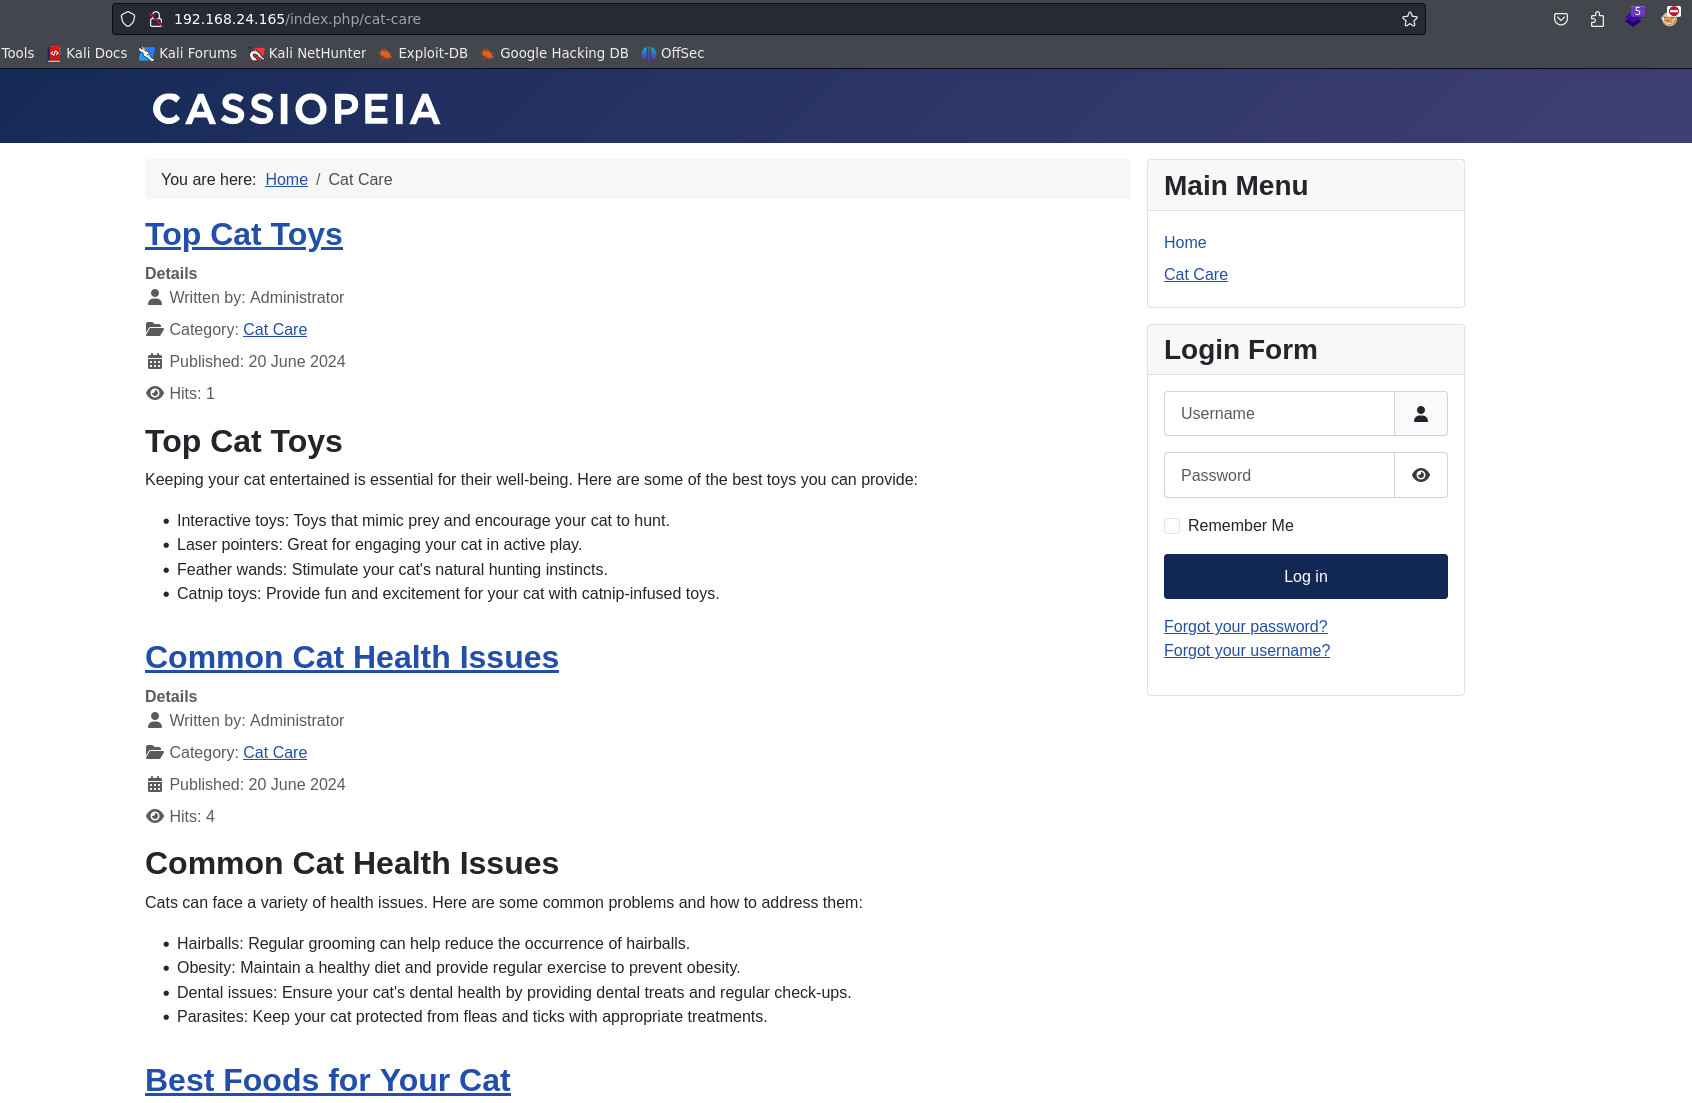 192.168.24.165/index.php/cat-care
5
Tools Kali Docs Kali Forums Kali NetHunter Exploit-DB Google Hacking DB OffSec
CASSIOPEIA
You are here: Home / Cat Care
Top Cat Toys
Details
Written by: Administrator
Category: Cat Care
Published: 20 June 2024
Hits: 1
Top Cat Toys
Keeping your cat entertained is essential for their well-being. Here are some of the best toys you can provide:
• Interactive toys: Toys that mimic prey and encourage your cat to hunt.
• Laser pointers: Great for engaging your cat in active play.
• Feather wands: Stimulate your cat's natural hunting instincts.
• Catnip toys: Provide fun and excitement for your cat with catnip-infused toys.
Common Cat Health Issues
Details
Written by: Administrator
Category: Cat Care
Published: 20 June 2024
Hits: 4
Common Cat Health Issues
Cats can face a variety of health issues. Here are some common problems and how to address them:
• Hairballs: Regular grooming can help reduce the occurrence of hairballs.
• Obesity: Maintain a healthy diet and provide regular exercise to prevent obesity.
• Dental issues: Ensure your cat's dental health by providing dental treats and regular check-ups.
• Parasites: Keep your cat protected from fleas and ticks with appropriate treatments.
Best Foods for Your Cat
Main Menu
Home
Cat Care
Login Form
Username
Password
Remember Me
Log in
Forgot your password?
Forgot your username?